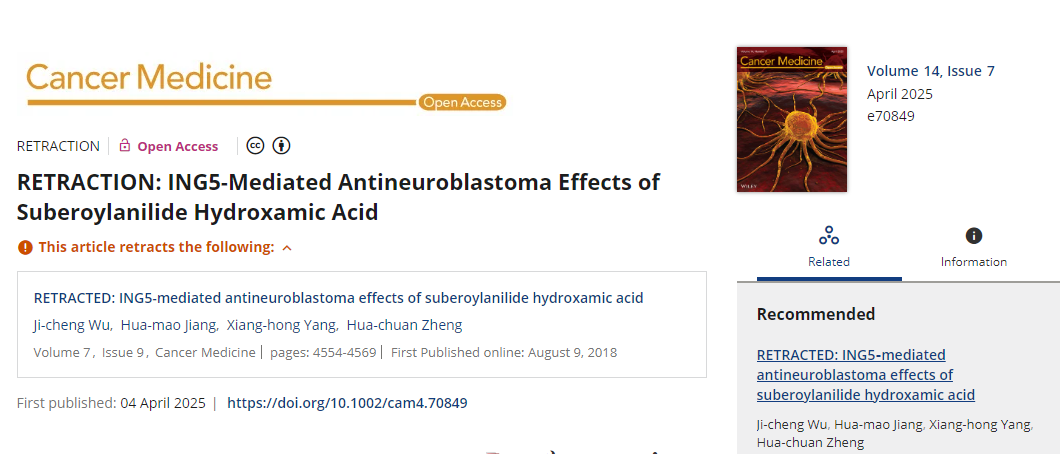 Cancer Medicine
Open Access
RETRACTION
Open Access
cc
RETRACTION: ING5-Mediated Antineuroblastoma Effects of
Suberoylanilide Hydroxamic Acid
This article retracts the following:
RETRACTED: ING5-mediated antineuroblastoma effects of suberoylanilide hydroxamic acid
Ji-cheng Wu, Hua-mao Jiang, Xiang-hong Yang, Hua-chuan Zheng
Volume 7, Issue 9, Cancer Medicine | pages: 4554-4569 | First Published online: August 9, 2018
First published: 04 April 2025 | https://doi.org/10.1002/cam4.70849
Cancer Medicine
WILEY
Volume 14, Issue 7
April 2025
e70849
Related
Information
Recommended
RETRACTED: ING5-mediated
antineuroblastoma effects of
suberoylanilide hydroxamic acid
Ji-cheng Wu, Hua-mao Jiang, Xiang-hong Yang,
Hua-chuan Zheng